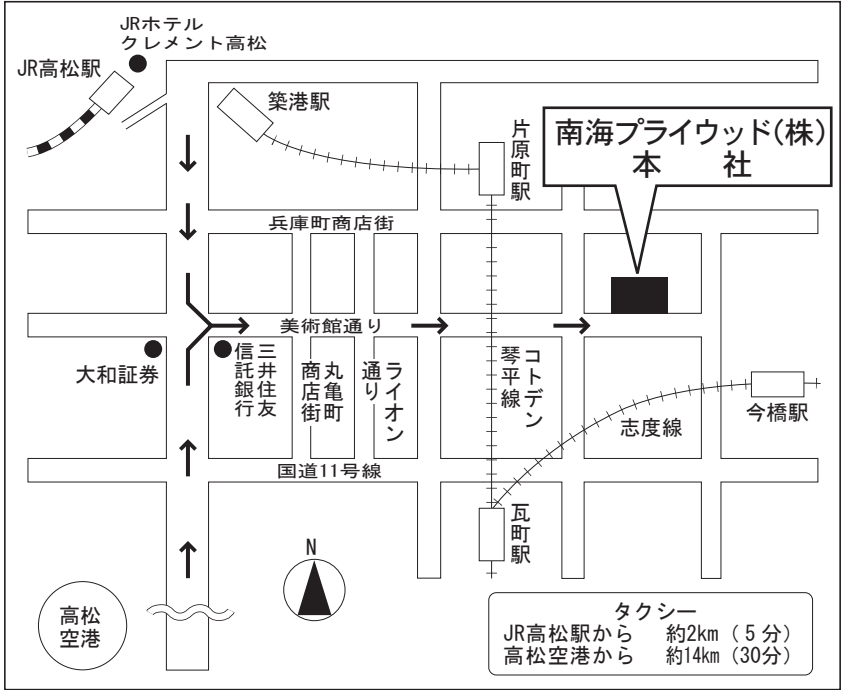 JRホテル
クレメント高松
JR高松駅
築港駅
片原町駅
南海プライウッド(株)
本　社
兵庫町商店街
美術館通り
大和証券
三井住友
信託銀行
丸亀町
商店街
ライオン
通り
コトデン
琴平線
志度線
今橋駅
国道11号線
瓦町駅
N
高松
空港
タクシー
JR高松駅から　約2km（5分）
高松空港から　約14km（30分）